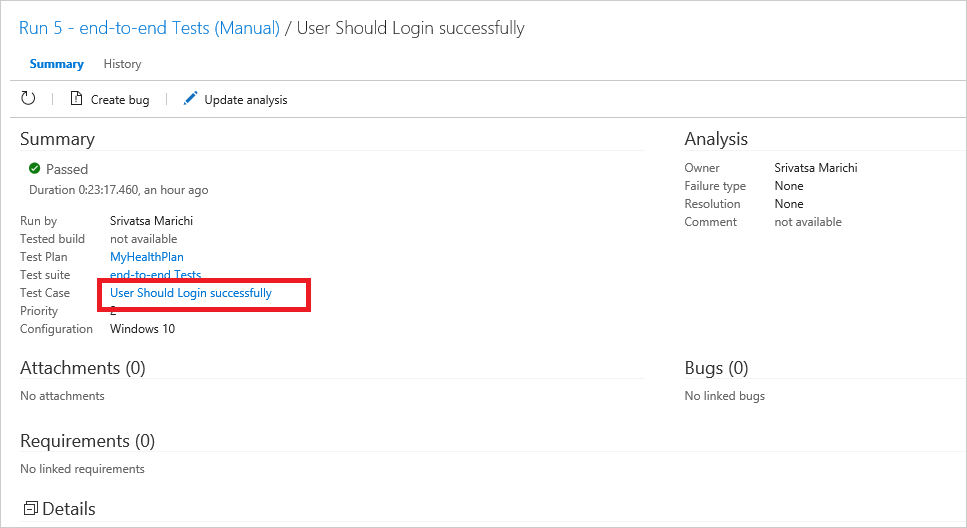 Run 5 - end-to-end Tests (Manual) / User Should Login successfully
Summary History
Create bug Update analysis
Summary
Passed
Duration 0:23:17.460, an hour ago
Run by Srivatsa Marichi
Tested build not available
Test Plan MyHealthPlan
Test suite end-to-end Tests
Test Case User Should Login successfully
Priority 2
Configuration Windows 10
Analysis
Owner Srivatsa Marichi
Failure type None
Resolution None
Comment not available
Attachments (0)
No attachments
Bugs (0)
No linked bugs
Requirements (0)
No linked requirements
Details